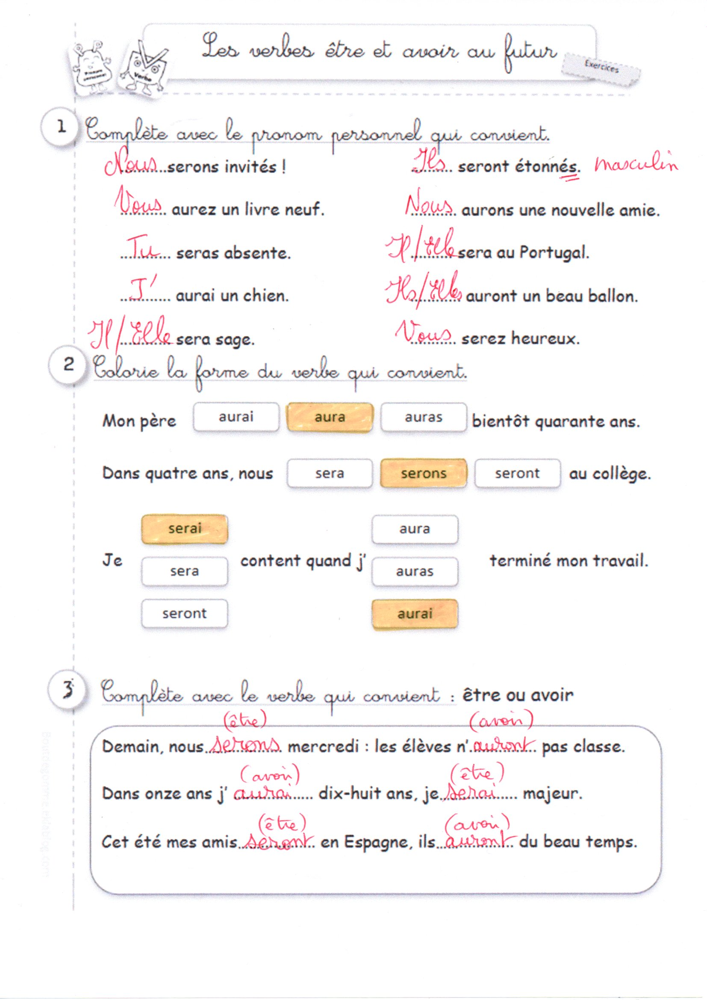 Les verbes être et avoir au futur
Exercices
Verbe
1 Complète avec le pronom personnel qui convient.
Nous serons invités !
Ils seront étonnés. masculin
Vous aurez un livre neuf.
Nous aurons une nouvelle amie.
Tu seras absente.
Il/Elle sera au Portugal.
J' aurai un chien.
Ils/Elles auront un beau ballon.
Il/Elle sera sage.
Vous serez heureux.
2 Colorie la forme du verbe qui convient.
Mon père aurai aura auras bientôt quarante ans.
Dans quatre ans, nous sera serons seront au collège.
serai aura
Je sera content quand j' auras terminé mon travail.
seront aurai
3 Complète avec le verbe qui convient : être ou avoir
(être) (avoir)
Demain, nous serons mercredi : les élèves n' auront pas classe.
(avoir) (être)
Dans onze ans j' aurai dix-huit ans, je serai majeur.
(être) (avoir)
Cet été mes amis seront en Espagne, ils auront du beau temps.